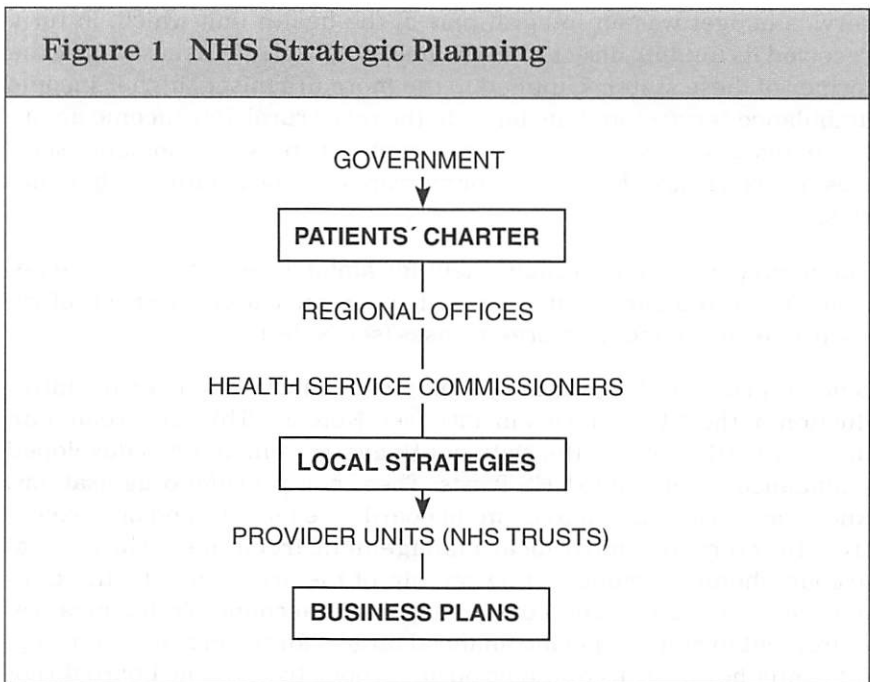 Figure 1 NHS Strategic Planning
GOVERNMENT
PATIENTS´ CHARTER
REGIONAL OFFICES
HEALTH SERVICE COMMISSIONERS
LOCAL STRATEGIES
PROVIDER UNITS (NHS TRUSTS)
BUSINESS PLANS